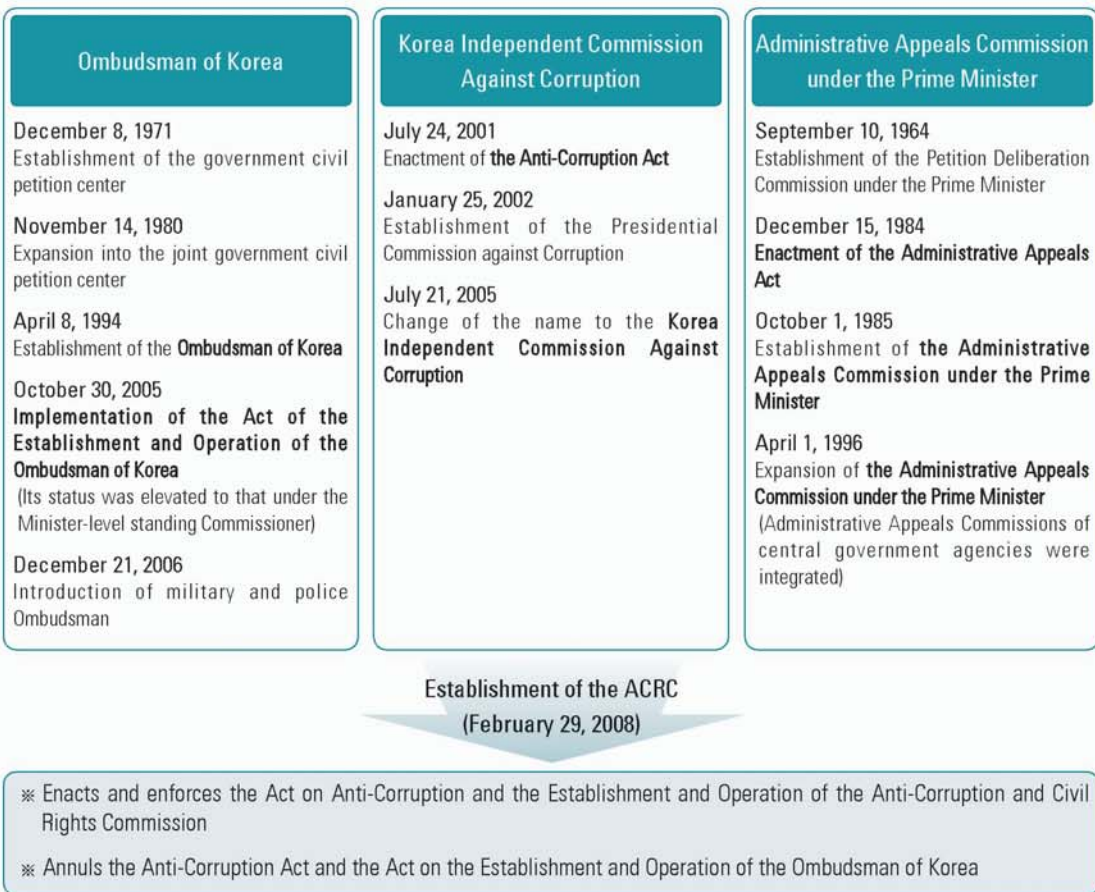 Ombudsman of Korea
December 8, 1971
Establishment of the government civil
petition center
November 14, 1980
Expansion into the joint government civil
petition center
April 8, 1994
Establishment of the Ombudsman of Korea
October 30, 2005
Implementation of the Act of the
Establishment and Operation of the
Ombudsman of Korea
(Its status was elevated to that under the
Minister-level standing Commissioner)
December 21, 2006
Introduction of military and police
Ombudsman
Korea Independent Commission
Against Corruption
July 24, 2001
Enactment of the Anti-Corruption Act
January 25, 2002
Establishment of the Presidential
Commission against Corruption
July 21, 2005
Change of the name to the Korea
Independent Commission Against
Corruption
Administrative Appeals Commission
under the Prime Minister
September 10, 1964
Establishment of the Petition Deliberation
Commission under the Prime Minister
December 15, 1984
Enactment of the Administrative Appeals
Act
October 1, 1985
Establishment of the Administrative
Appeals Commission under the Prime
Minister
April 1, 1996
Expansion of the Administrative Appeals
Commission under the Prime Minister
(Administrative Appeals Commissions of
central government agencies were
integrated)
Establishment of the ACRC
(February 29, 2008)
※ Enacts and enforces the Act on Anti-Corruption and the Establishment and Operation of the Anti-Corruption and Civil
Rights Commission
※ Annuls the Anti-Corruption Act and the Act on the Establishment and Operation of the Ombudsman of Korea